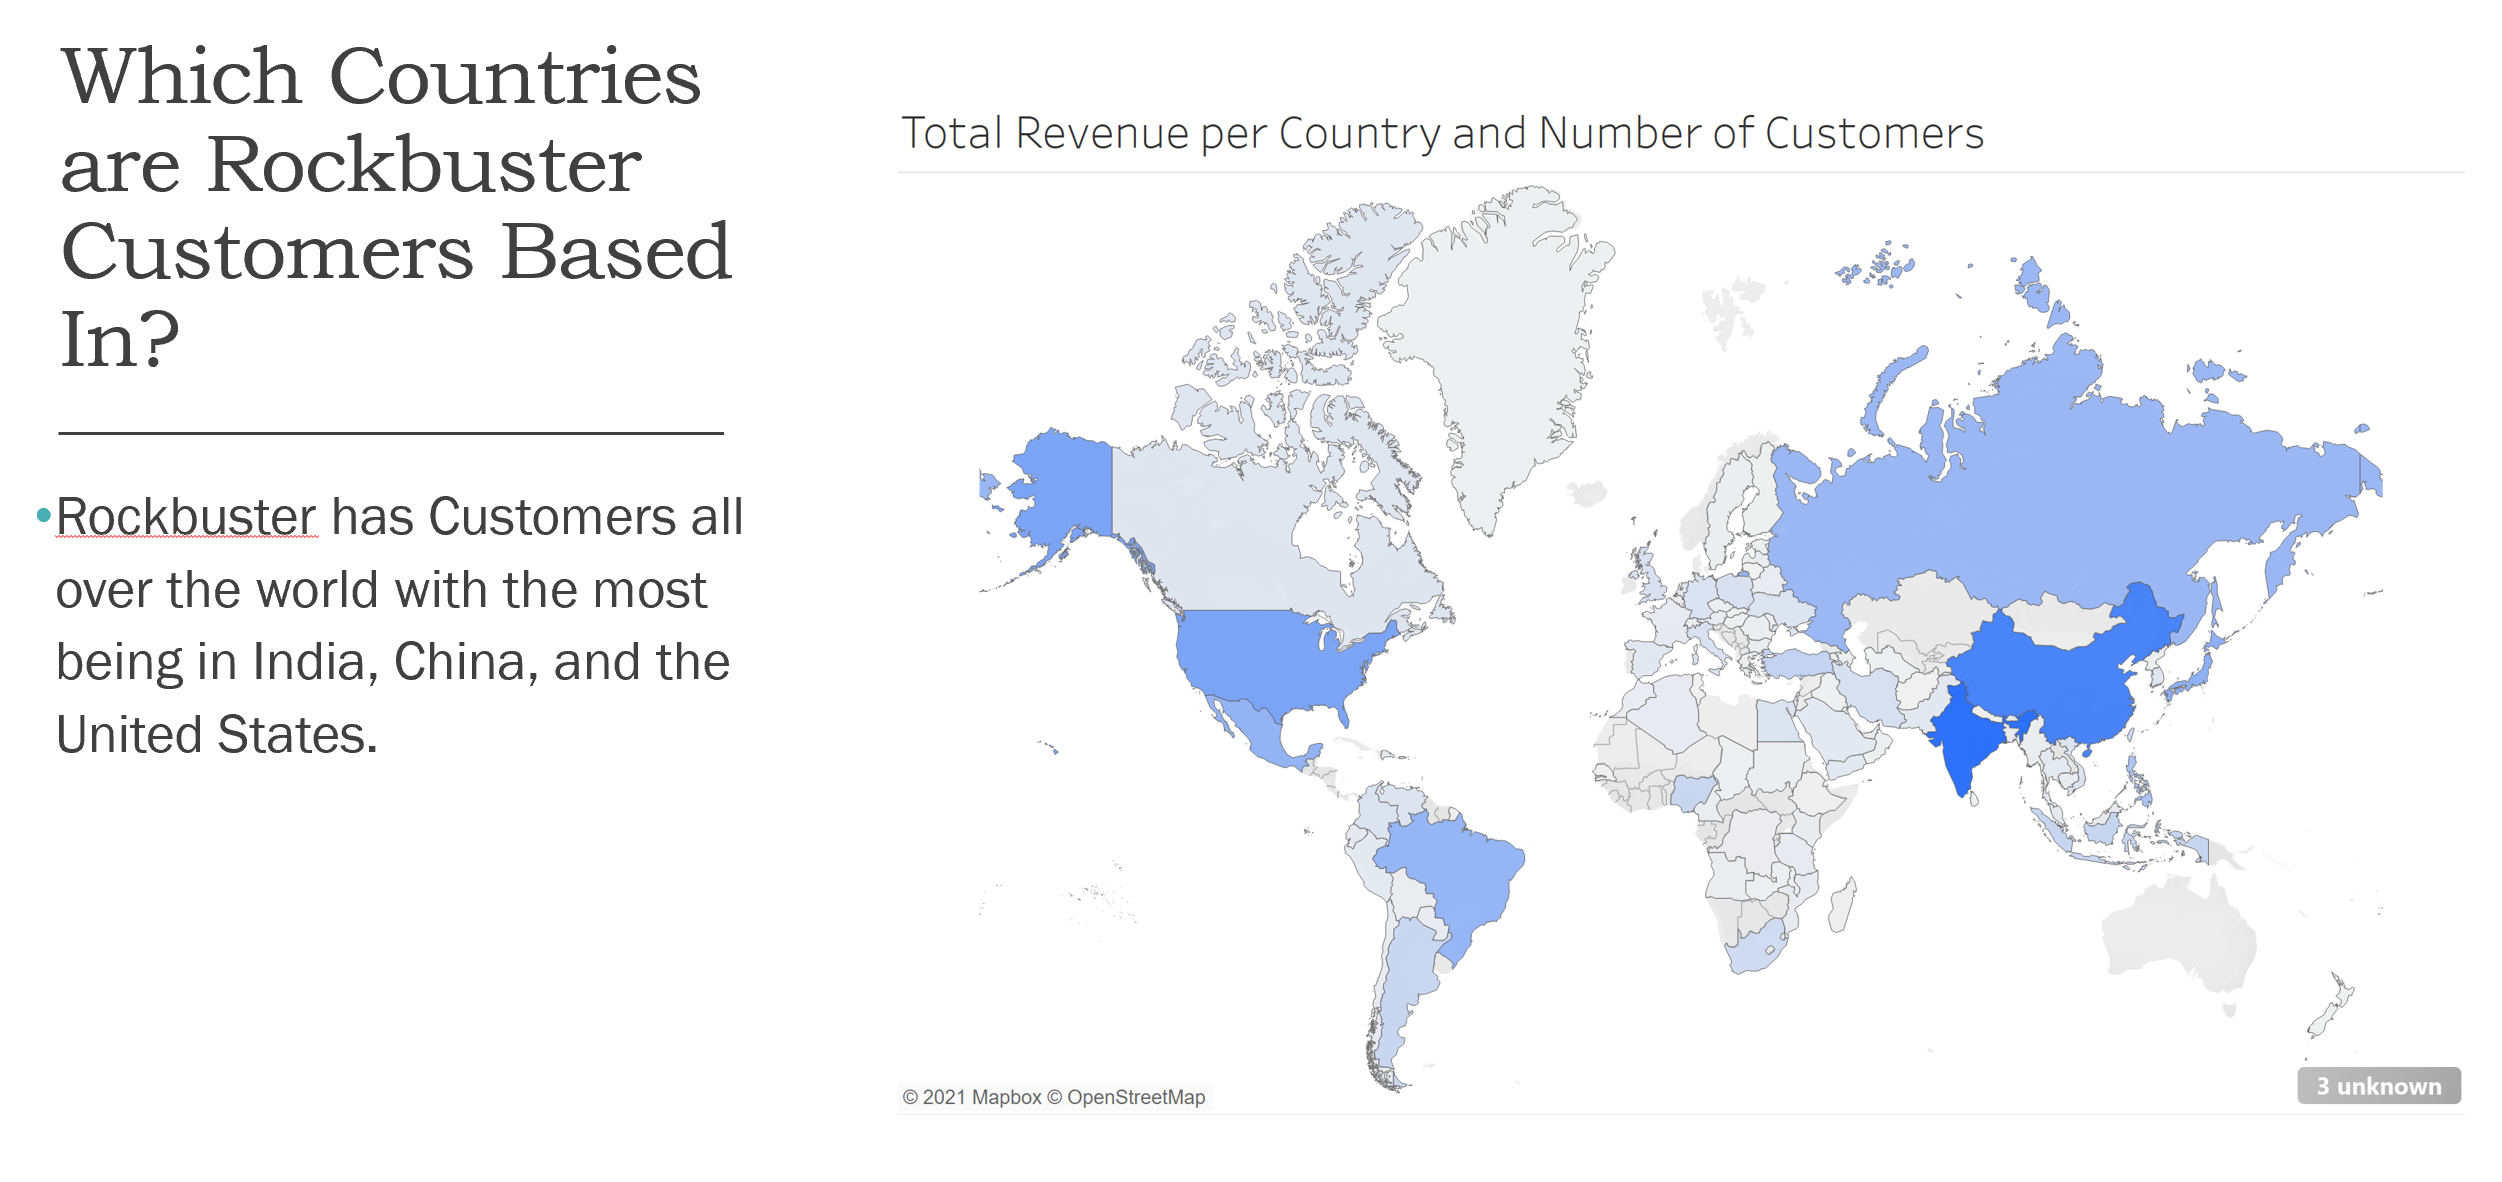 Which Countries
are Rockbuster
Customers Based
In?
•Rockbuster has Customers all
over the world with the most
being in India, China, and the
United States.
Total Revenue per Country and Number of Customers
© 2021 Mapbox © OpenStreetMap
3 unknown